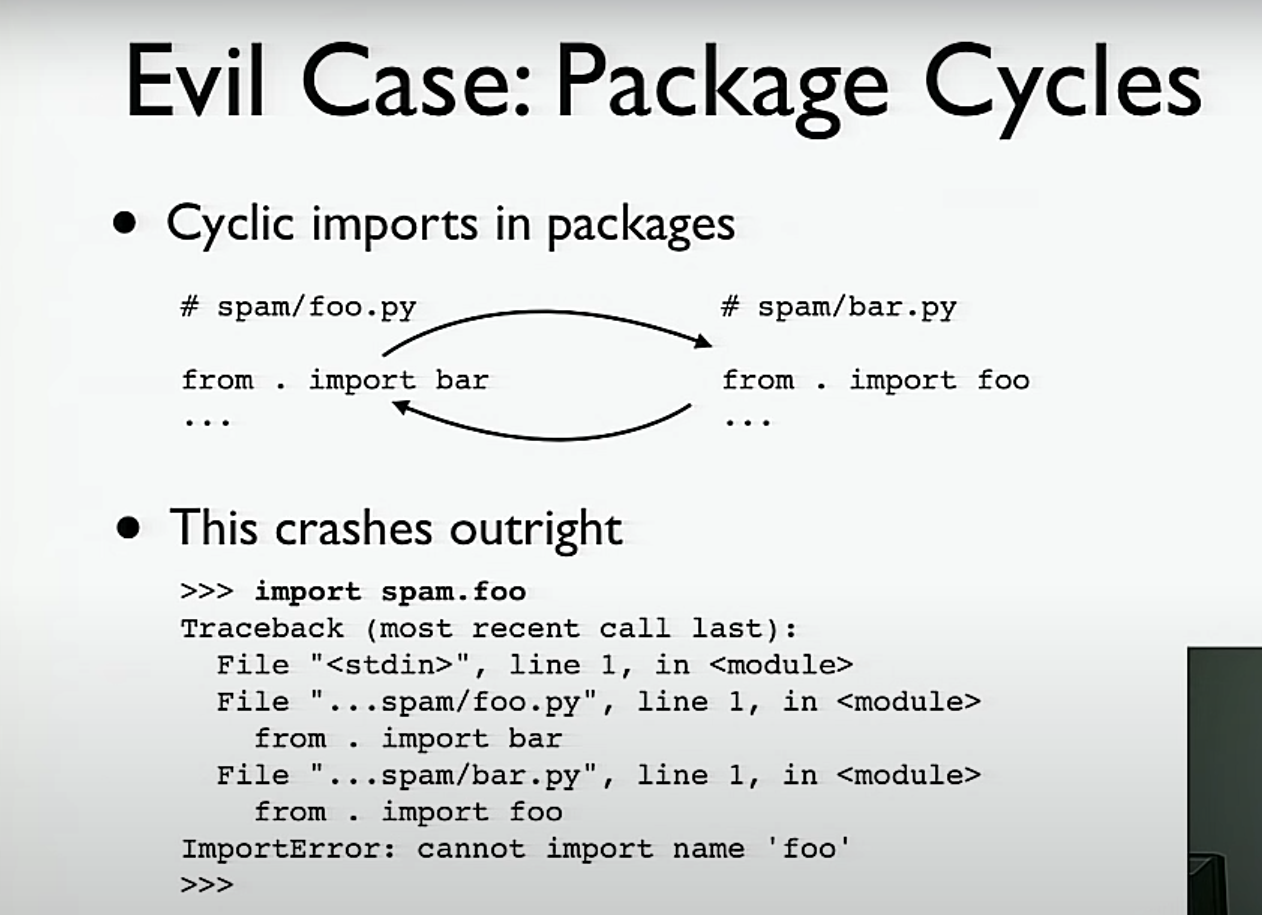 Evil Case: Package Cycles
• Cyclic imports in packages
# spam/foo.py
from . import bar
...
# spam/bar.py
from . import foo
...
• This crashes outright
>>> import spam.foo
Traceback (most recent call last):
  File "<stdin>", line 1, in <module>
  File "...spam/foo.py", line 1, in <module>
    from . import bar
  File "...spam/bar.py", line 1, in <module>
    from . import foo
ImportError: cannot import name 'foo'
>>>